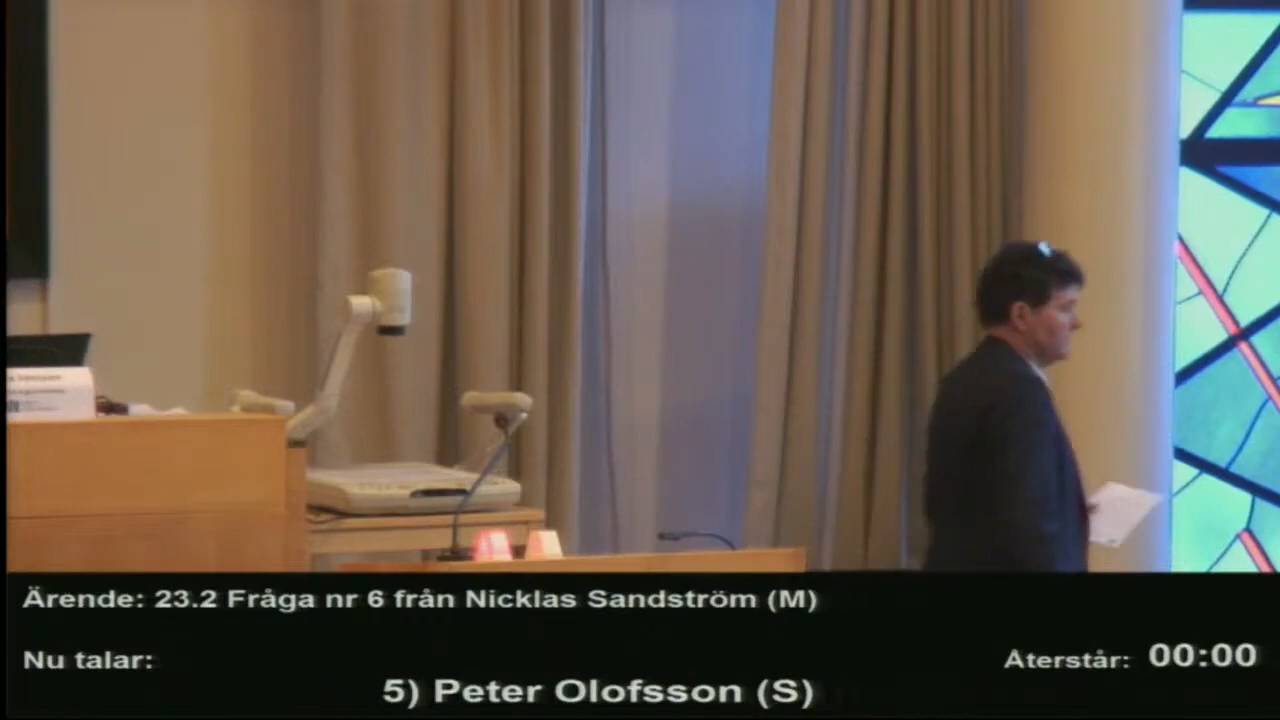 Ärende: 23.2 Fråga nr 6 från Nicklas Sandström (M)
Nu talar:
Återstår: 00:00
5) Peter Olofsson (S)